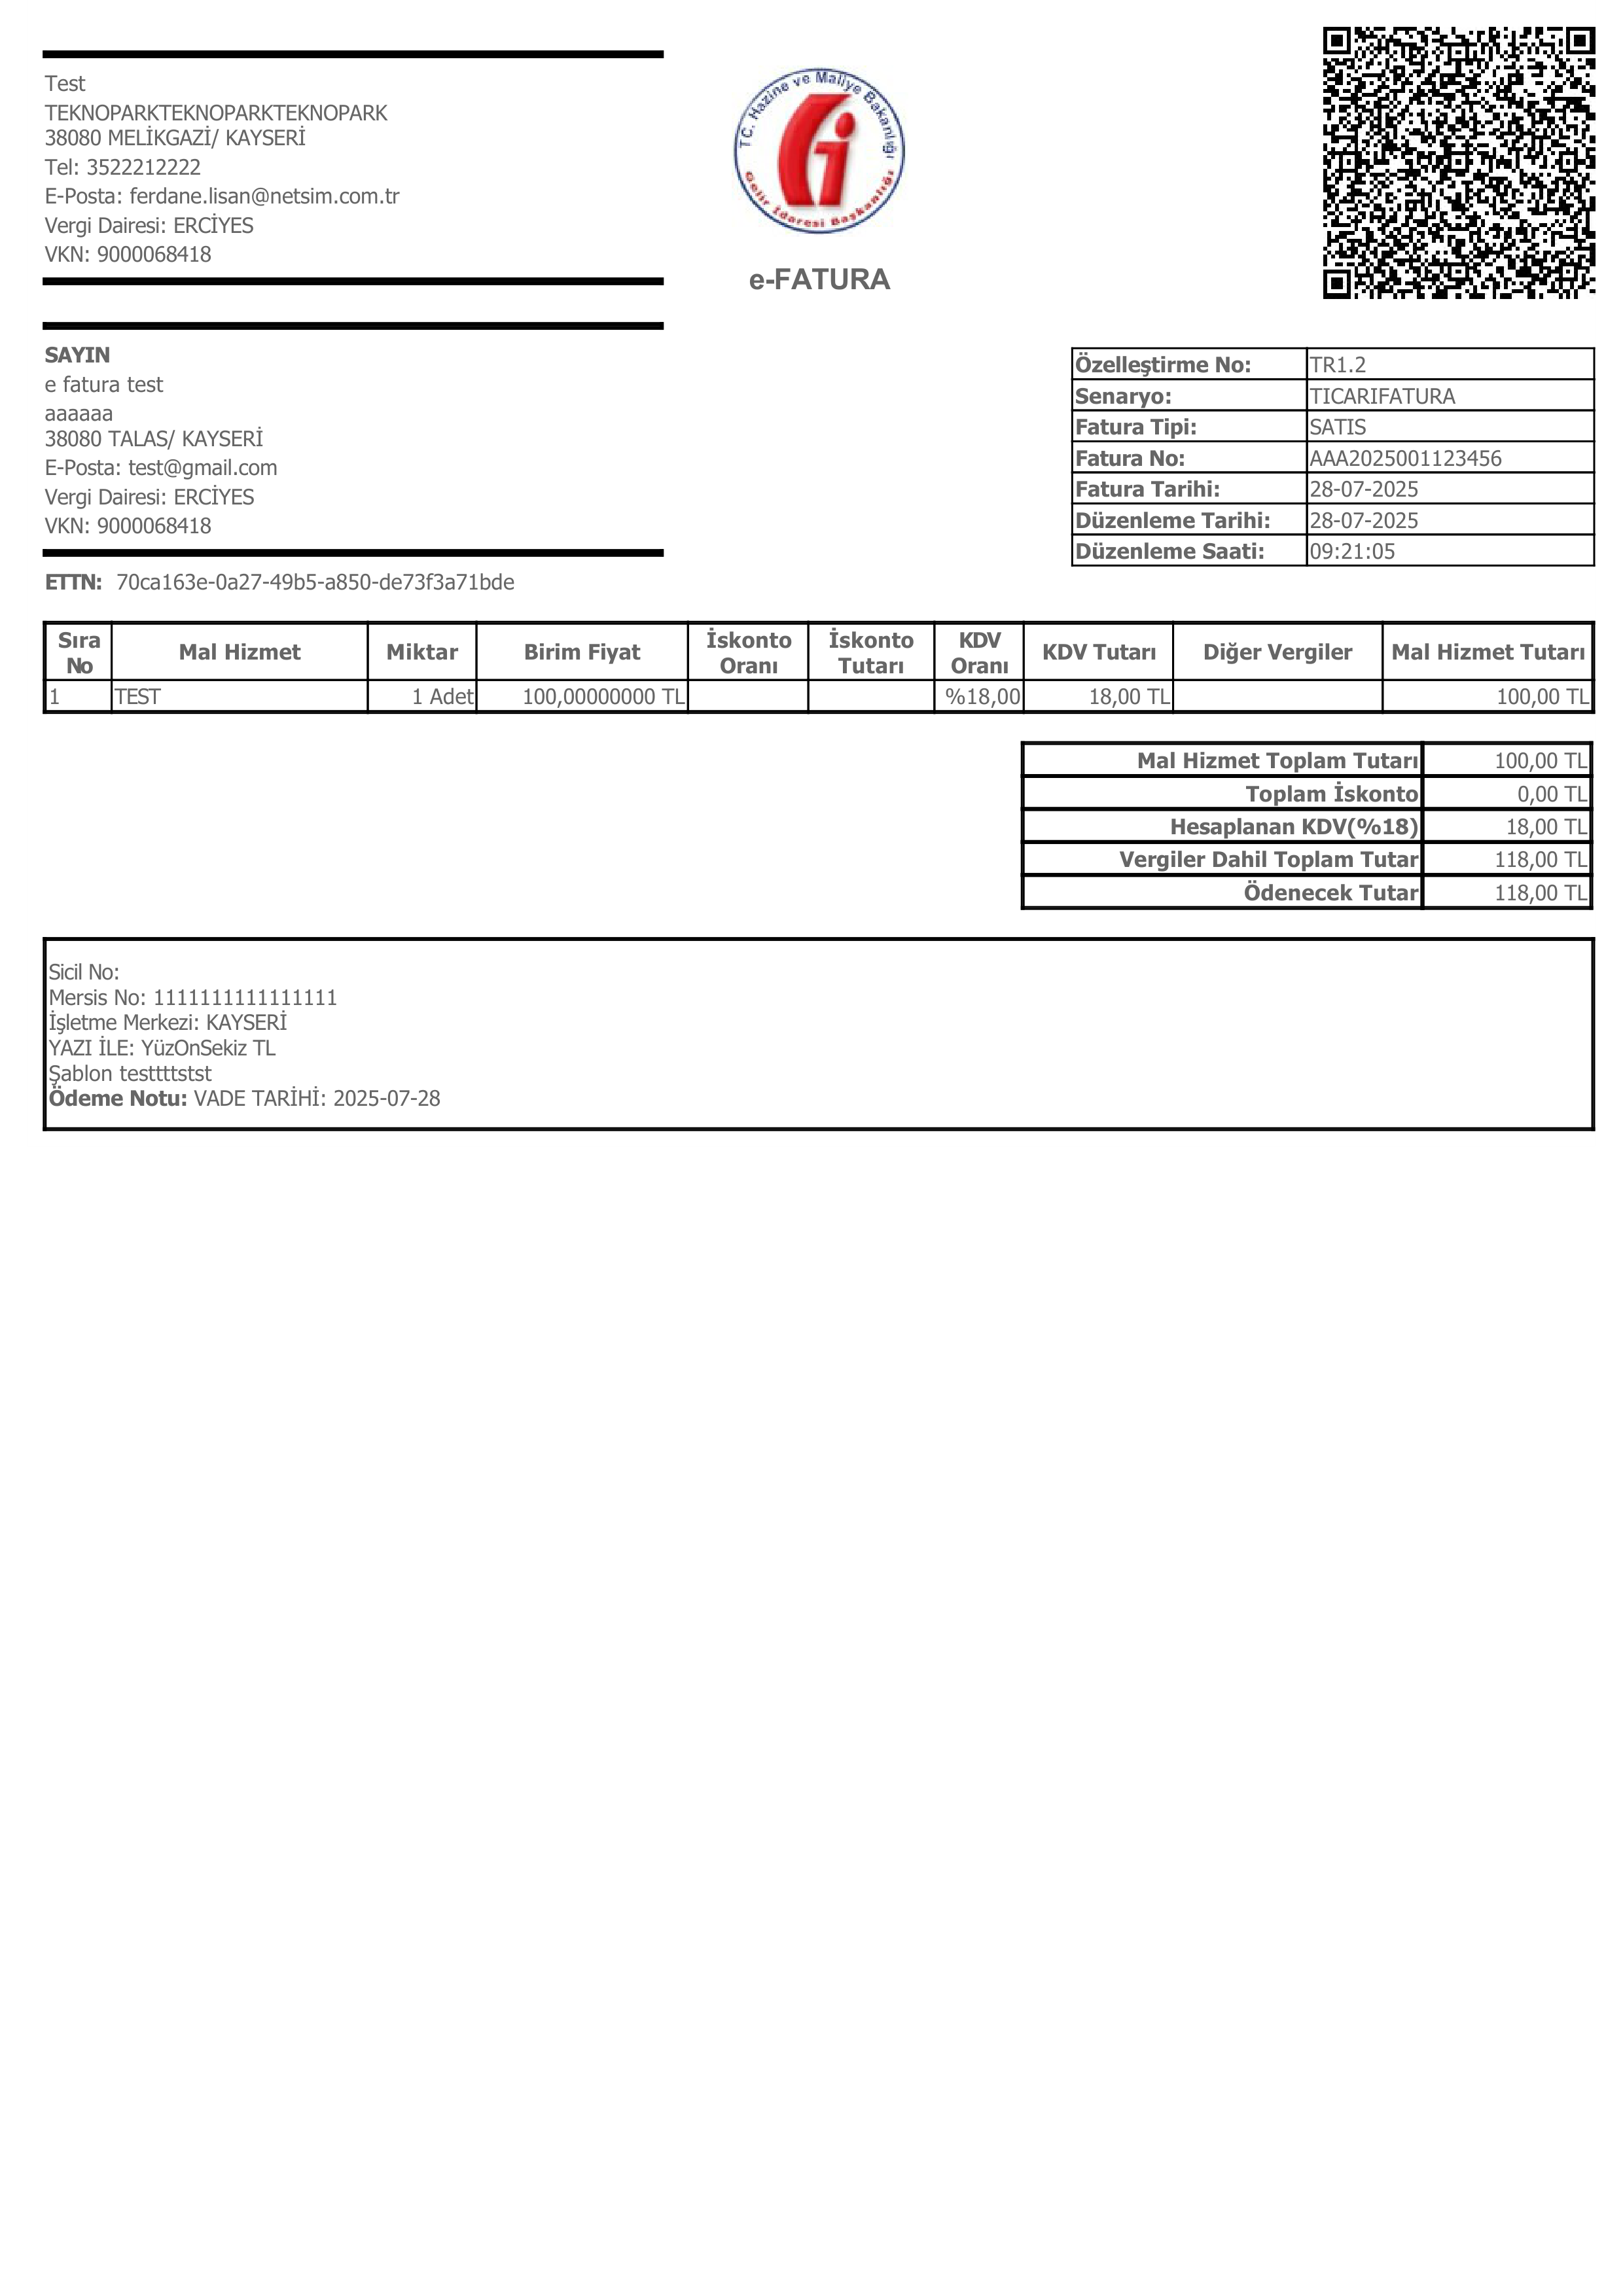 Test
TEKNOPARKTEKNOPARKTEKNOPARK
38080 MELİKGAZİ/ KAYSERİ
Tel: 3522212222
E-Posta: ferdane.lisan@netsim.com.tr
Vergi Dairesi: ERCİYES
VKN: 9000068418
T.C. Hazine ve Maliye Bakanlığı
Gelir İdaresi Başkanlığı
e-FATURA
SAYIN
e fatura test
aaaaaa
38080 TALAS/ KAYSERİ
E-Posta: test@gmail.com
Vergi Dairesi: ERCİYES
VKN: 9000068418
Özelleştirme No: TR1.2
Senaryo: TICARIFATURA
Fatura Tipi: SATIS
Fatura No: AAA2025001123456
Fatura Tarihi: 28-07-2025
Düzenleme Tarihi: 28-07-2025
Düzenleme Saati: 09:21:05
ETTN: 70ca163e-0a27-49b5-a850-de73f3a71bde
Sıra No Mal Hizmet Miktar Birim Fiyat İskonto Oranı İskonto Tutarı KDV Oranı KDV Tutarı Diğer Vergiler Mal Hizmet Tutarı
1 TEST 1 Adet 100,00000000 TL %18,00 18,00 TL 100,00 TL
Mal Hizmet Toplam Tutarı 100,00 TL
Toplam İskonto 0,00 TL
Hesaplanan KDV(%18) 18,00 TL
Vergiler Dahil Toplam Tutar 118,00 TL
Ödenecek Tutar 118,00 TL
Sicil No:
Mersis No: 1111111111111111
İşletme Merkezi: KAYSERİ
YAZI İLE: YüzOnSekiz TL
Şablon testtttstst
Ödeme Notu: VADE TARİHİ: 2025-07-28